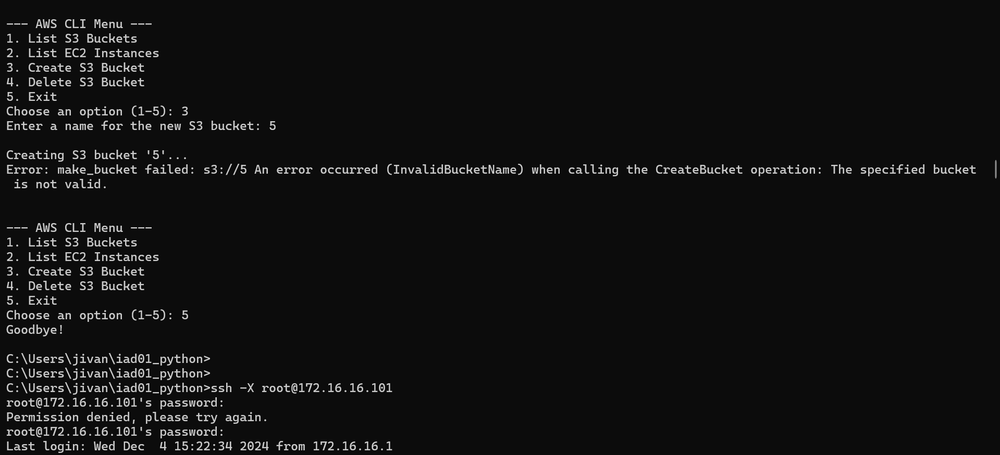 --- AWS CLI Menu ---
1. List S3 Buckets
2. List EC2 Instances
3. Create S3 Bucket
4. Delete S3 Bucket
5. Exit
Choose an option (1-5): 3
Enter a name for the new S3 bucket: 5
Creating S3 bucket '5'...
Error: make_bucket failed: s3://5 An error occurred (InvalidBucketName) when calling the CreateBucket operation: The specified bucket
is not valid.
--- AWS CLI Menu ---
1. List S3 Buckets
2. List EC2 Instances
3. Create S3 Bucket
4. Delete S3 Bucket
5. Exit
Choose an option (1-5): 5
Goodbye!
C:\Users\jivan\iad01_python>
C:\Users\jivan\iad01_python>
C:\Users\jivan\iad01_python>ssh -X root@172.16.16.101
root@172.16.16.101's password:
Permission denied, please try again.
root@172.16.16.101's password:
Last login: Wed Dec  4 15:22:34 2024 from 172.16.16.1